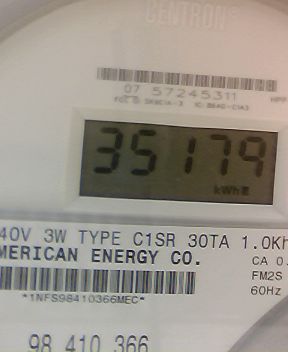 CENTRON®
07 57245311
35179
kWh
40V 3W TYPE C1SR 30TA 1.0Kh
MERICAN ENERGY CO.
CA 0.
FM2S
*1NFS98410366MEC*
60Hz
98 410 366